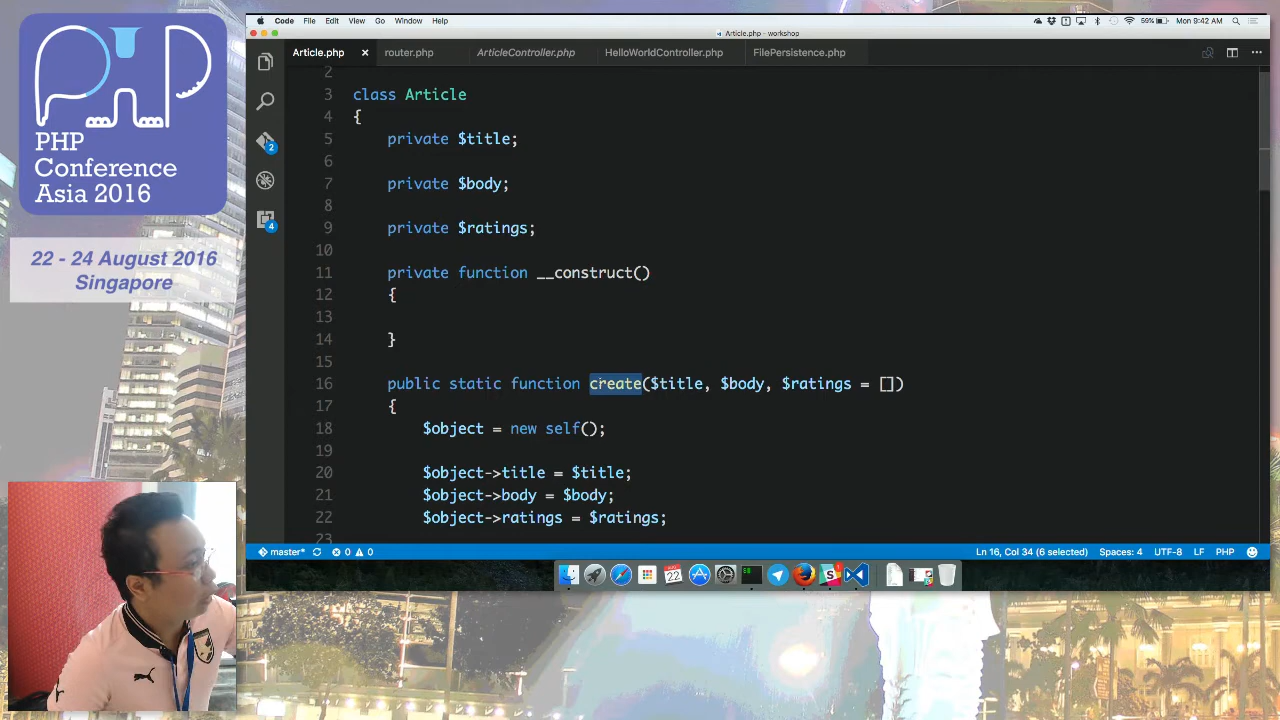 PHP
Conference
Asia 2016
22 - 24 August 2016
Singapore
Code File Edit View Go Window Help
59% Mon 9:42 AM
Article.php — workshop
Article.php router.php ArticleController.php HelloWorldController.php FilePersistence.php
2
3 class Article
4 {
5 private $title;
6
7 private $body;
8
9 private $ratings;
10
11 private function __construct()
12 {
13
14 }
15
16 public static function create($title, $body, $ratings = [])
17 {
18 $object = new self();
19
20 $object->title = $title;
21 $object->body = $body;
22 $object->ratings = $ratings;
23
2
4
master* 0 0 Ln 16, Col 34 (6 selected) Spaces: 4 UTF-8 LF PHP
22
S